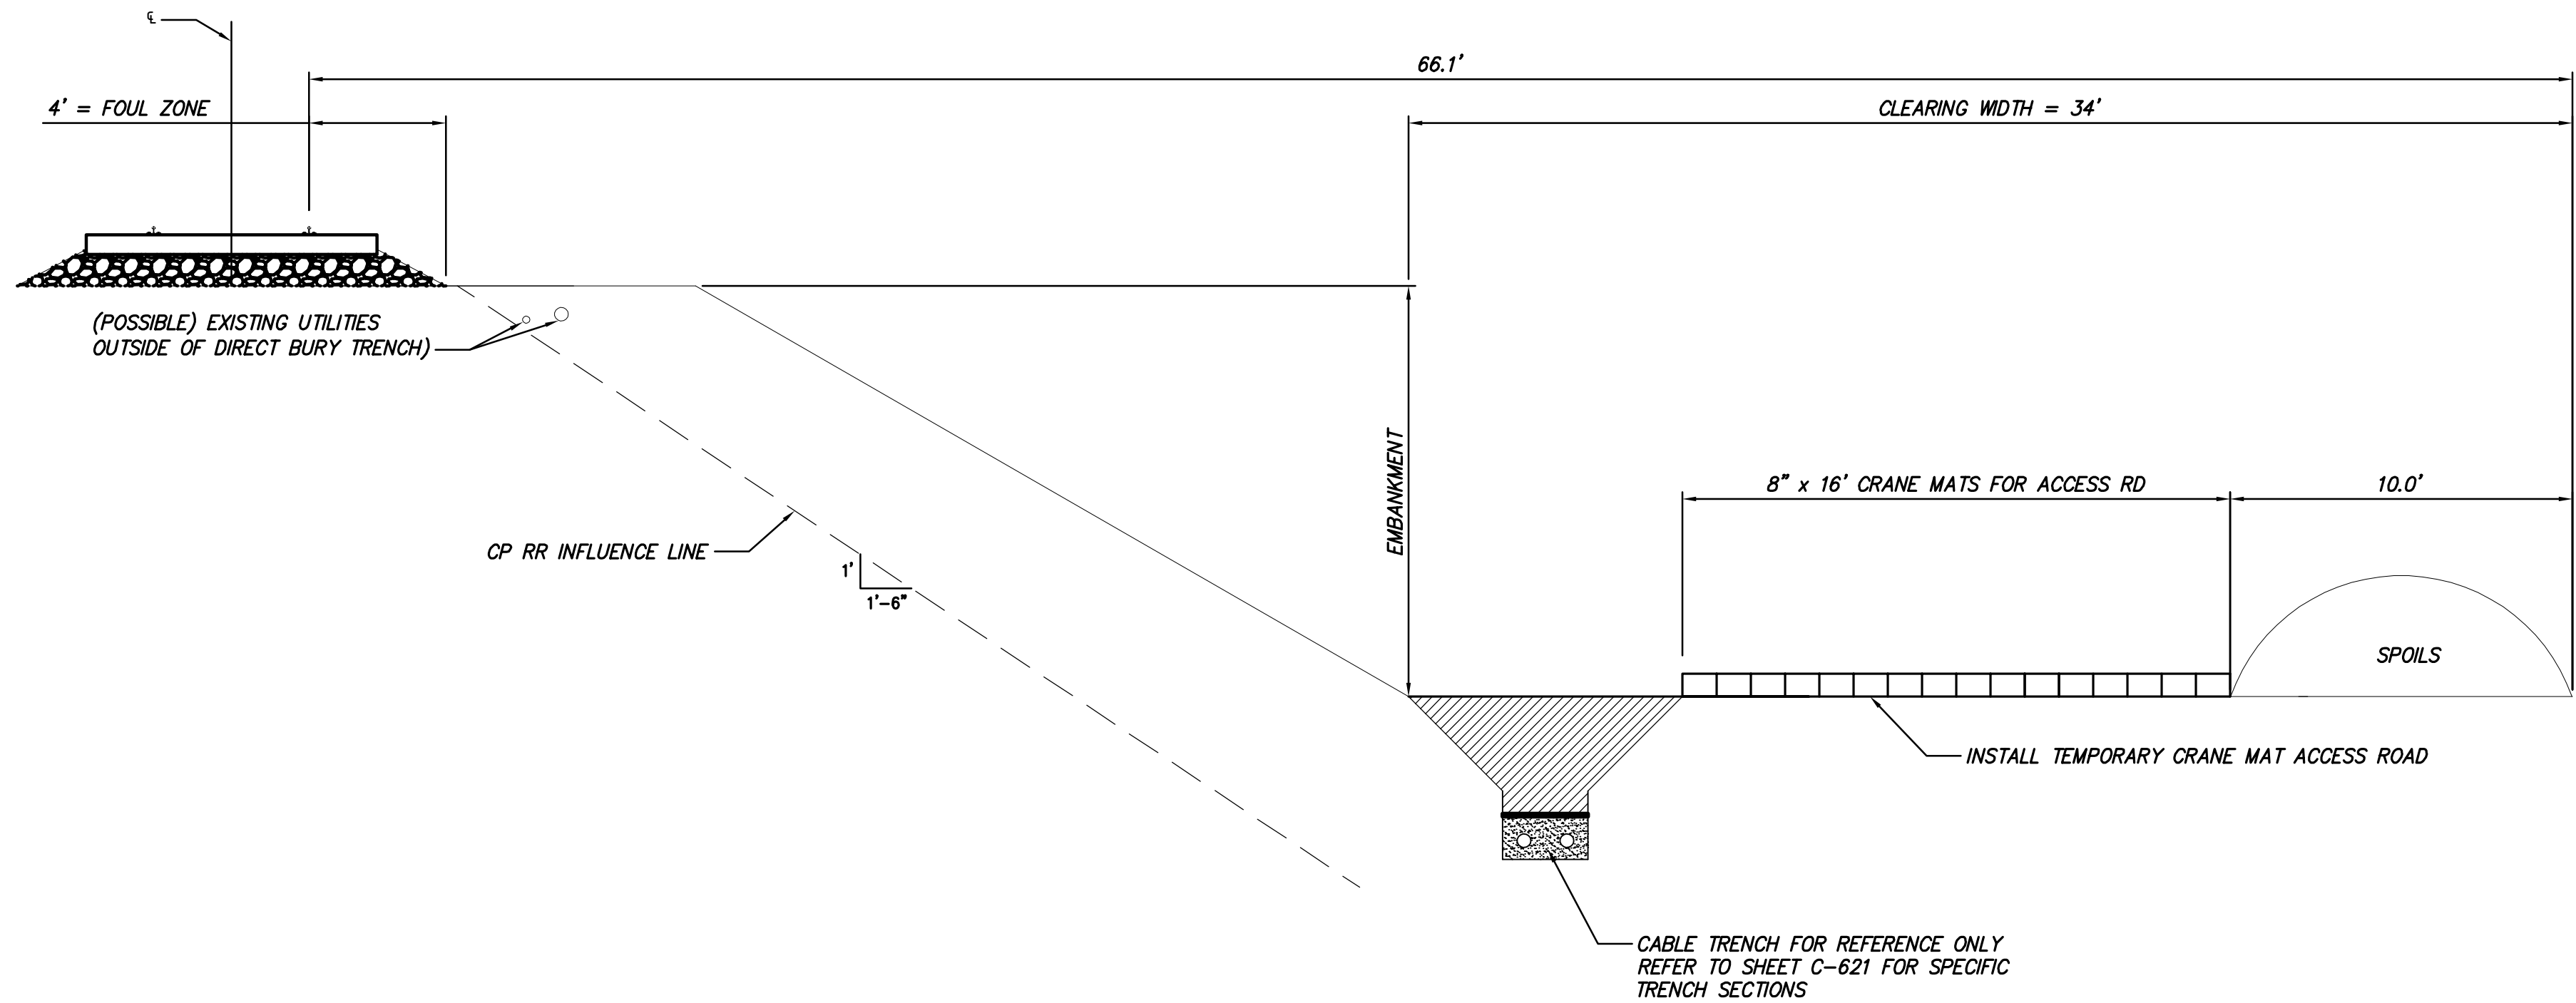 ℄
66.1'
4' = FOUL ZONE
CLEARING WIDTH = 34'
(POSSIBLE) EXISTING UTILITIES
OUTSIDE OF DIRECT BURY TRENCH)
EMBANKMENT
8" x 16' CRANE MATS FOR ACCESS RD
10.0'
CP RR INFLUENCE LINE
1'
1'-6"
SPOILS
INSTALL TEMPORARY CRANE MAT ACCESS ROAD
CABLE TRENCH FOR REFERENCE ONLY
REFER TO SHEET C-621 FOR SPECIFIC
TRENCH SECTIONS